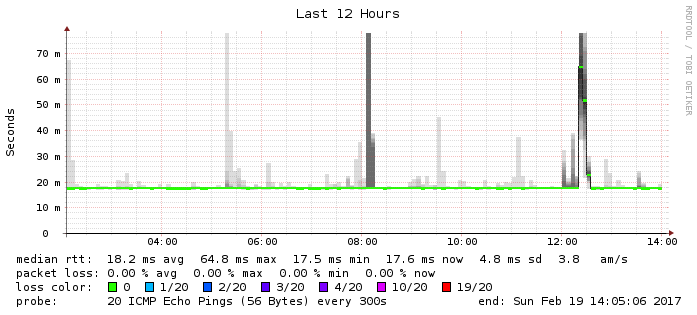 Last 12 Hours
RRDTOOL / TOBI OETIKER
Seconds
70 m
60 m
50 m
40 m
30 m
20 m
10 m
0
04:00 06:00 08:00 10:00 12:00 14:00
median rtt: 18.2 ms avg 64.8 ms max 17.5 ms min 17.6 ms now 4.8 ms sd 3.8 am/s
packet loss: 0.00 % avg 0.00 % max 0.00 % min 0.00 % now
loss color: 0 1/20 2/20 3/20 4/20 10/20 19/20
probe: 20 ICMP Echo Pings (56 Bytes) every 300s end: Sun Feb 19 14:05:06 2017